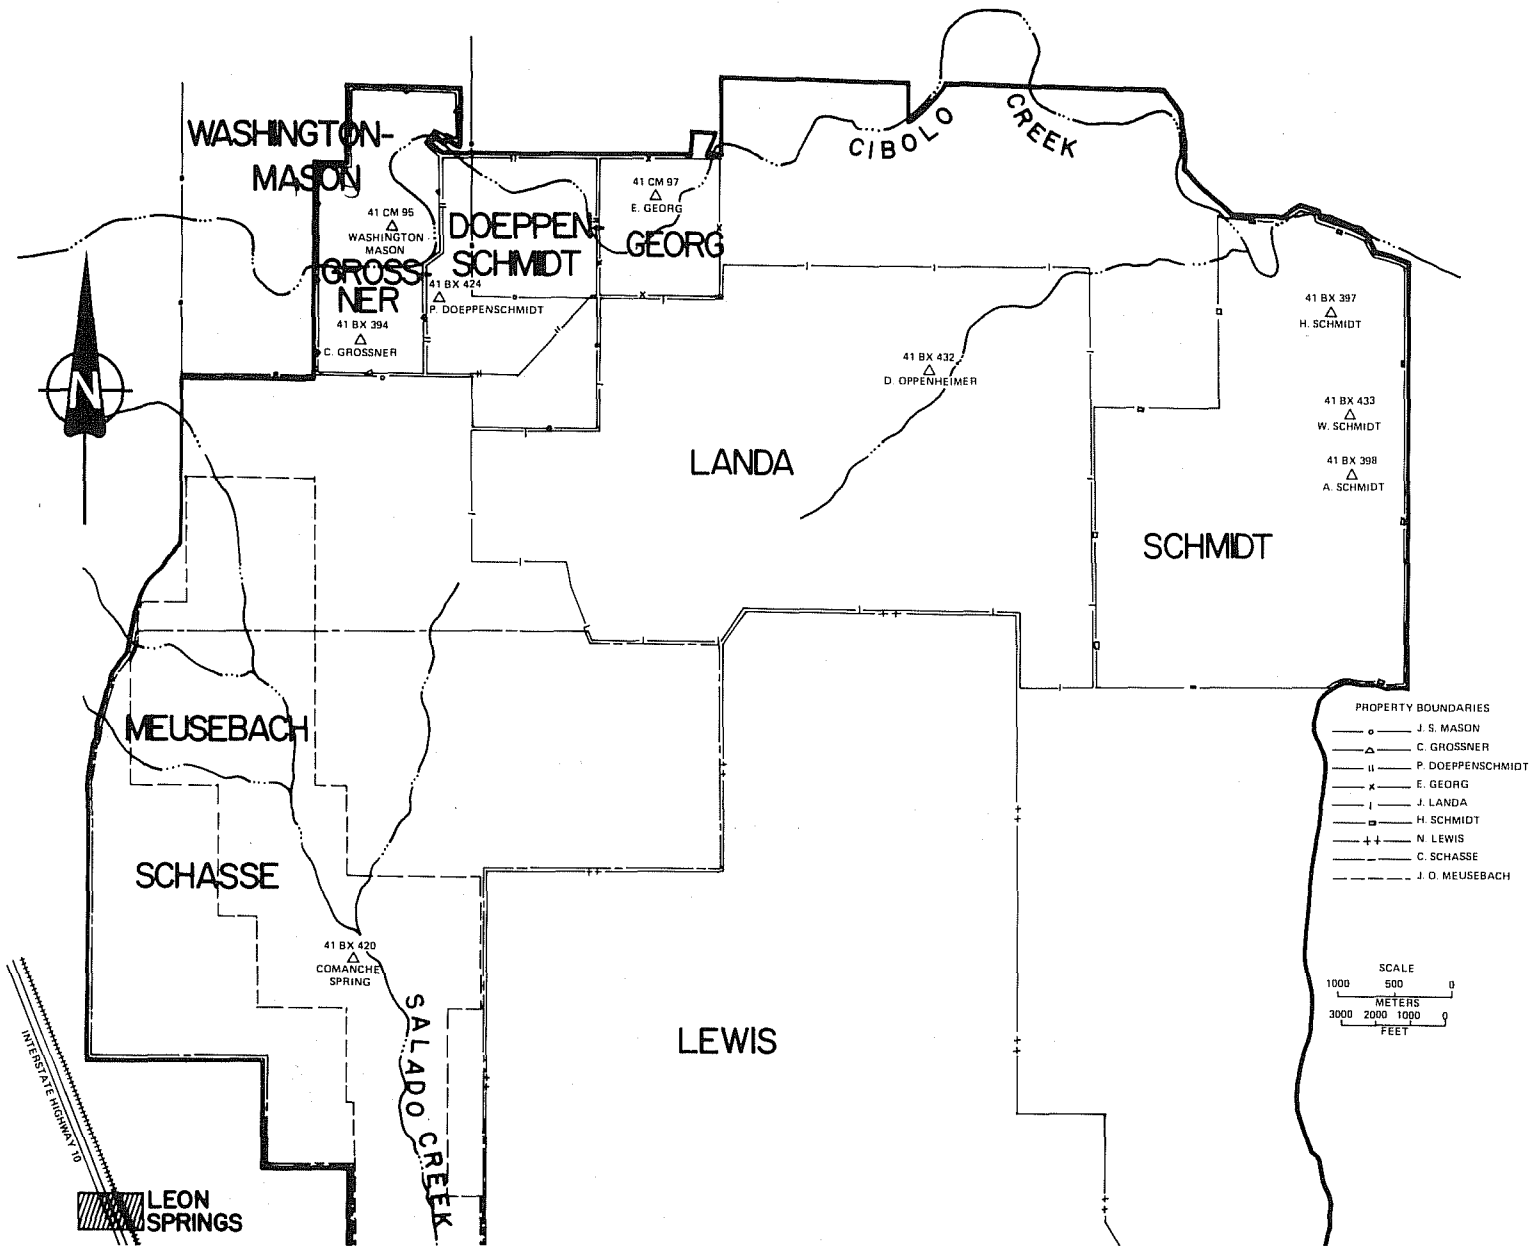 CIBOLO
CREEK
WASHINGTON-
MASON
41 CM 95
WASHINGTON
MASON
GROSS
NER
41 BX 394
C. GROSSNER
DOEPPEN
SCHMIDT
41 BX 424
P. DOEPPENSCHMIDT
41 CM 97
E. GEORG
GEORG
41 BX 432
D. OPPENHEIMER
41 BX 397
H. SCHMIDT
41 BX 433
W. SCHMIDT
41 BX 398
A. SCHMIDT
N
LANDA
SCHMIDT
MEUSEBACH
SCHASSE
41 BX 420
COMANCHE
SPRING
SALADO CREEK
LEWIS
INTERSTATE HIGHWAY 10
LEON
SPRINGS
PROPERTY BOUNDARIES
J. S. MASON
C. GROSSNER
P. DOEPPENSCHMIDT
E. GEORG
J. LANDA
H. SCHMIDT
N. LEWIS
C. SCHASSE
J. O. MEUSEBACH
SCALE
1000 500 0
METERS
3000 2000 1000 0
FEET